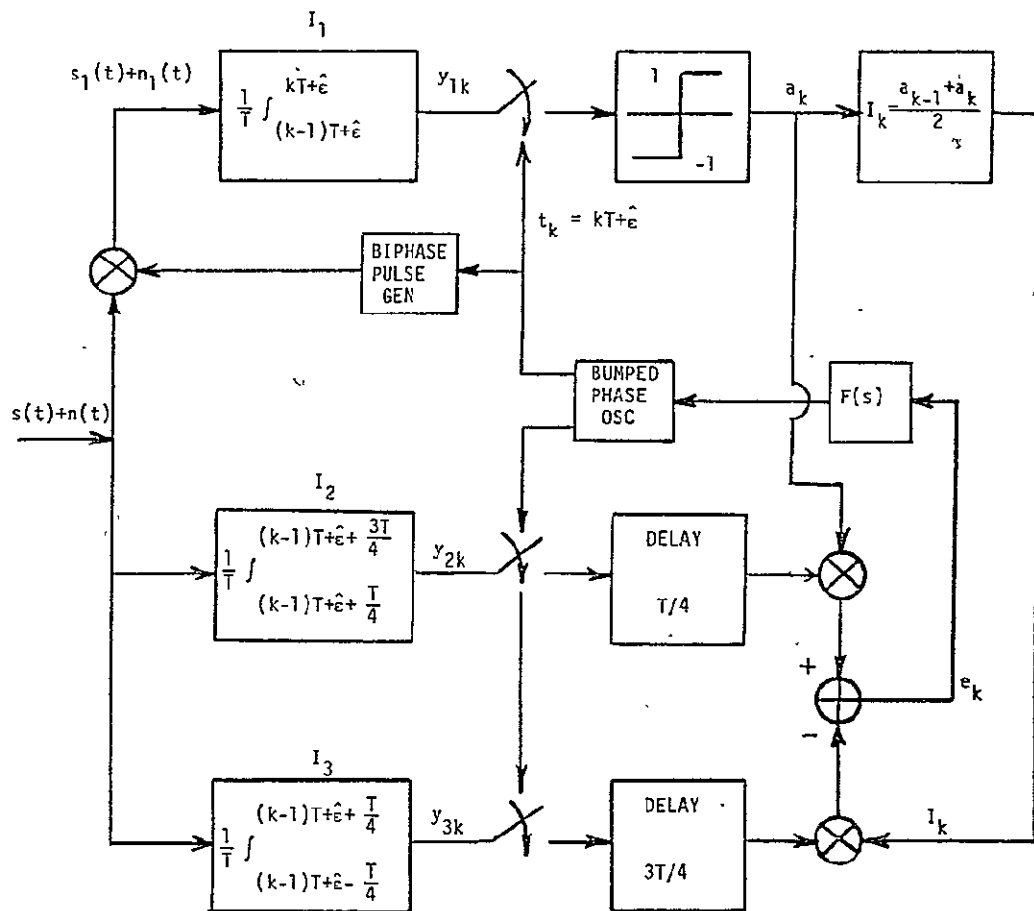 I₁
s₁(t)+n₁(t)
1/T ∫
kT+ε̂
(k-1)T+ε̂
y₁ₖ
1
-1
aₖ
Iₖ = (aₖ₋₁+aₖ)/2
tₖ = kT+ε̂
BIPHASE
PULSE
GEN
s(t)+n(t)
BUMPED
PHASE
OSC
F(s)
I₂
1/T ∫
(k-1)T+ε̂+ 3T/4
(k-1)T+ε̂+ T/4
y₂ₖ
DELAY
T/4
+
-
eₖ
I₃
1/T ∫
(k-1)T+ε̂+ T/4
(k-1)T+ε̂- T/4
y₃ₖ
DELAY
3T/4
Iₖ